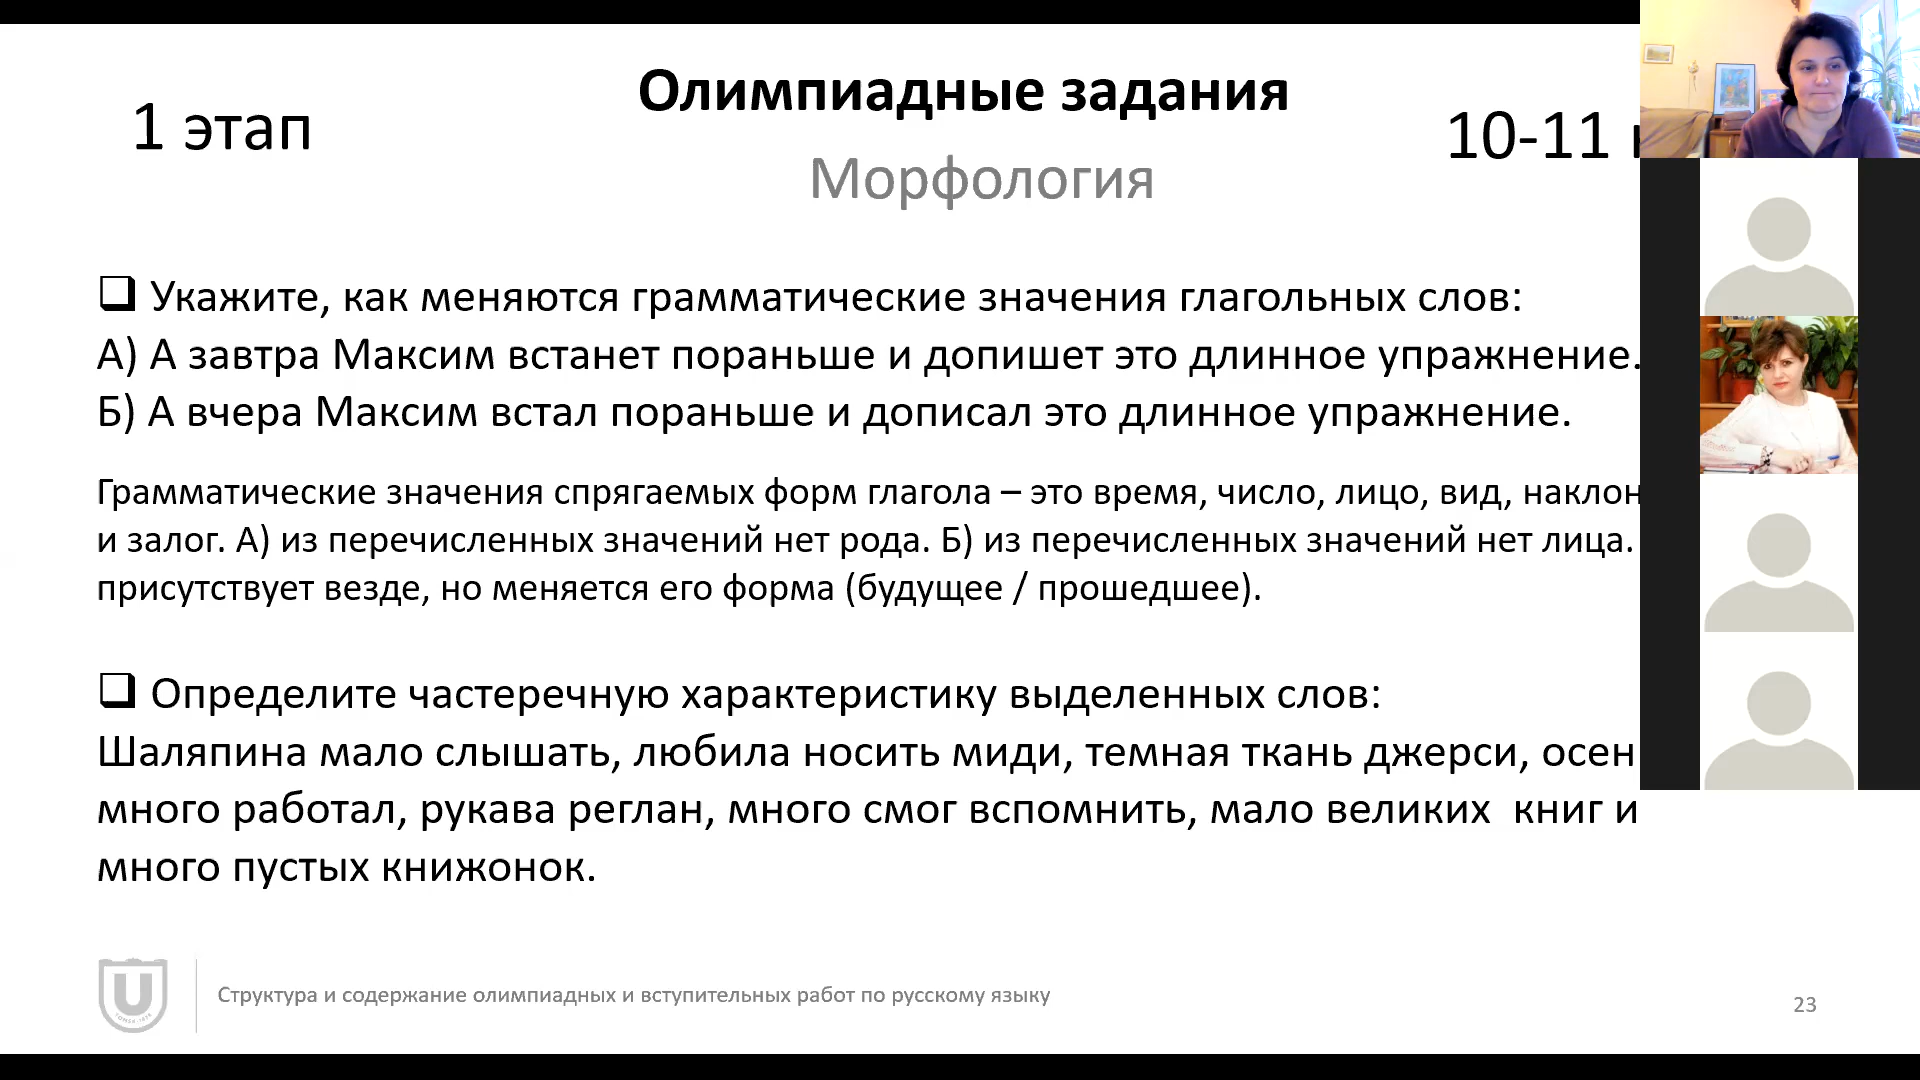 1 этап
Олимпиадные задания
10-11
Морфология
❑ Укажите, как меняются грамматические значения глагольных слов:
А) А завтра Максим встанет пораньше и допишет это длинное упражнение.
Б) А вчера Максим встал пораньше и дописал это длинное упражнение.
Грамматические значения спрягаемых форм глагола – это время, число, лицо, вид, наклон
и залог. А) из перечисленных значений нет рода. Б) из перечисленных значений нет лица.
присутствует везде, но меняется его форма (будущее / прошедшее).
❑ Определите частеречную характеристику выделенных слов:
Шаляпина мало слышать, любила носить миди, темная ткань джерси, осен
много работал, рукава реглан, много смог вспомнить, мало великих книг и
много пустых книжонок.
Структура и содержание олимпиадных и вступительных работ по русскому языку
23